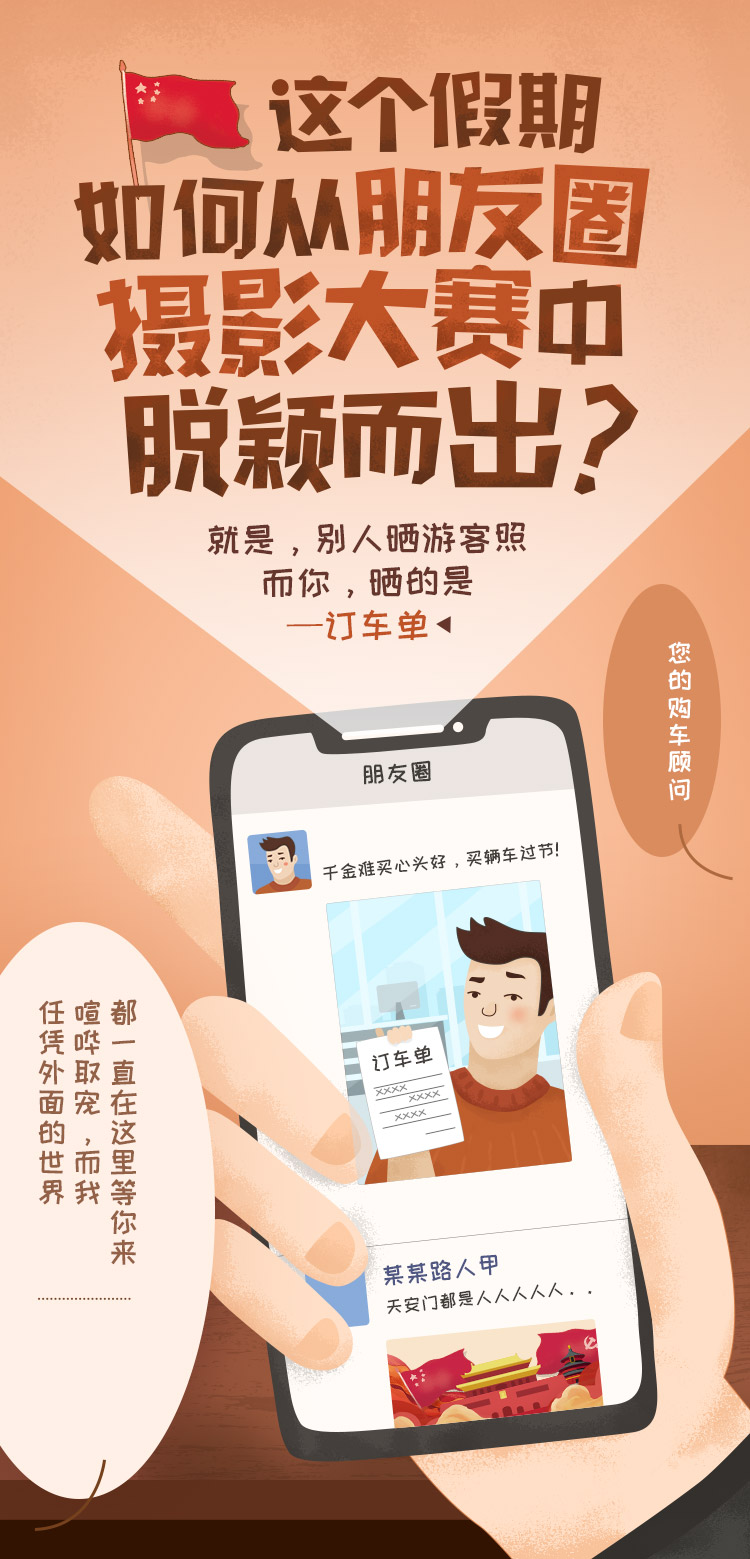 这个假期
如何从朋友圈
摄影大赛中
脱颖而出?
就是，别人晒游客照
而你，晒的是
—订车单
您的购车顾问
朋友圈
千金难买心头好，买辆车过节!
订车单
xxxx
xxxx
xxxx
任凭外面的世界
喧哗取宠，而我
都一直在这里等你来
某某路人甲
天安门都是人人人人人..